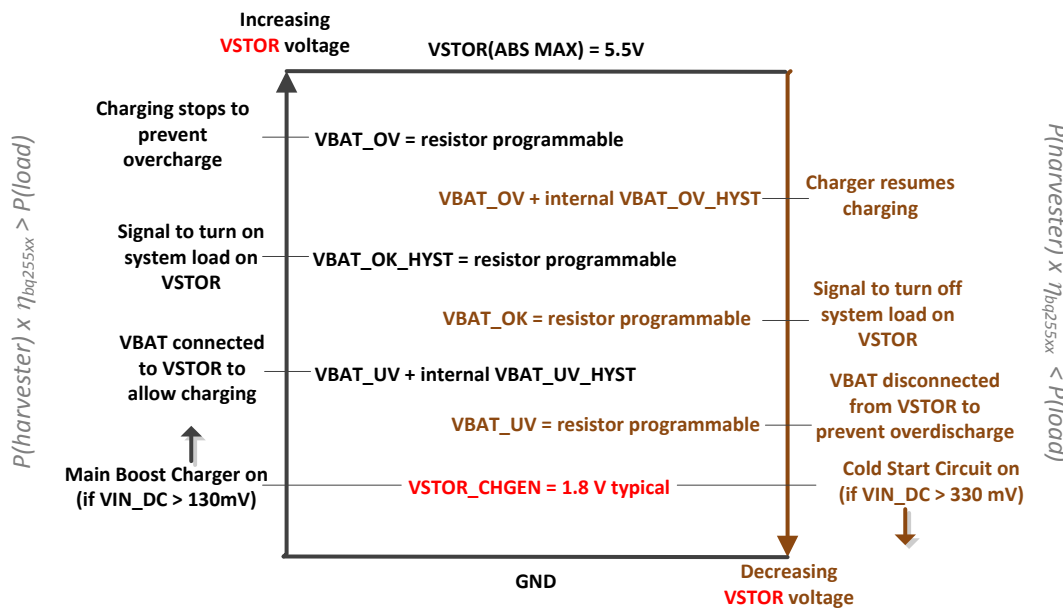 Increasing
VSTOR voltage
VSTOR(ABS MAX) = 5.5V
Charging stops to
prevent
overcharge
VBAT_OV = resistor programmable
VBAT_OV + internal VBAT_OV_HYST
Charger resumes
charging
Signal to turn on
system load on
VSTOR
VBAT_OK_HYST = resistor programmable
VBAT_OK = resistor programmable
Signal to turn off
system load on
VSTOR
VBAT connected
to VSTOR to
allow charging
VBAT_UV + internal VBAT_UV_HYST
VBAT_UV = resistor programmable
VBAT disconnected
from VSTOR to
prevent overdischarge
Main Boost Charger on
(if VIN_DC > 130mV)
VSTOR_CHGEN = 1.8 V typical
Cold Start Circuit on
(if VIN_DC > 330 mV)
GND
Decreasing
VSTOR voltage
P(harvester) x η bq255xx > P(load)
P(harvester) x η bq255xx < P(load)